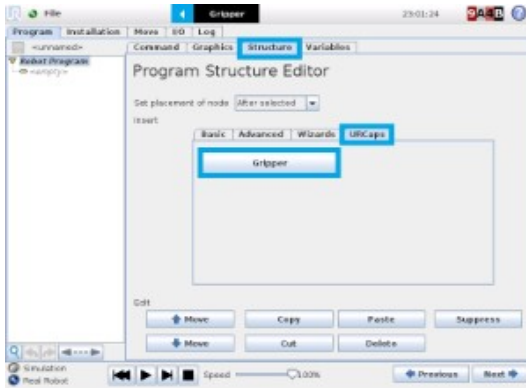 File
Gripper
23:01:24
Program Installation Move I/O Log
<unnamed>
Command Graphics Structure Variables
Robot Program
<empty>
Program Structure Editor
Set placement of node After selected
Insert
Basic Advanced Wizards URCaps
Gripper
Edit
Move Copy Paste Suppress
Move Cut Delete
Simulation
Real Robot
Speed 100%
Previous Next